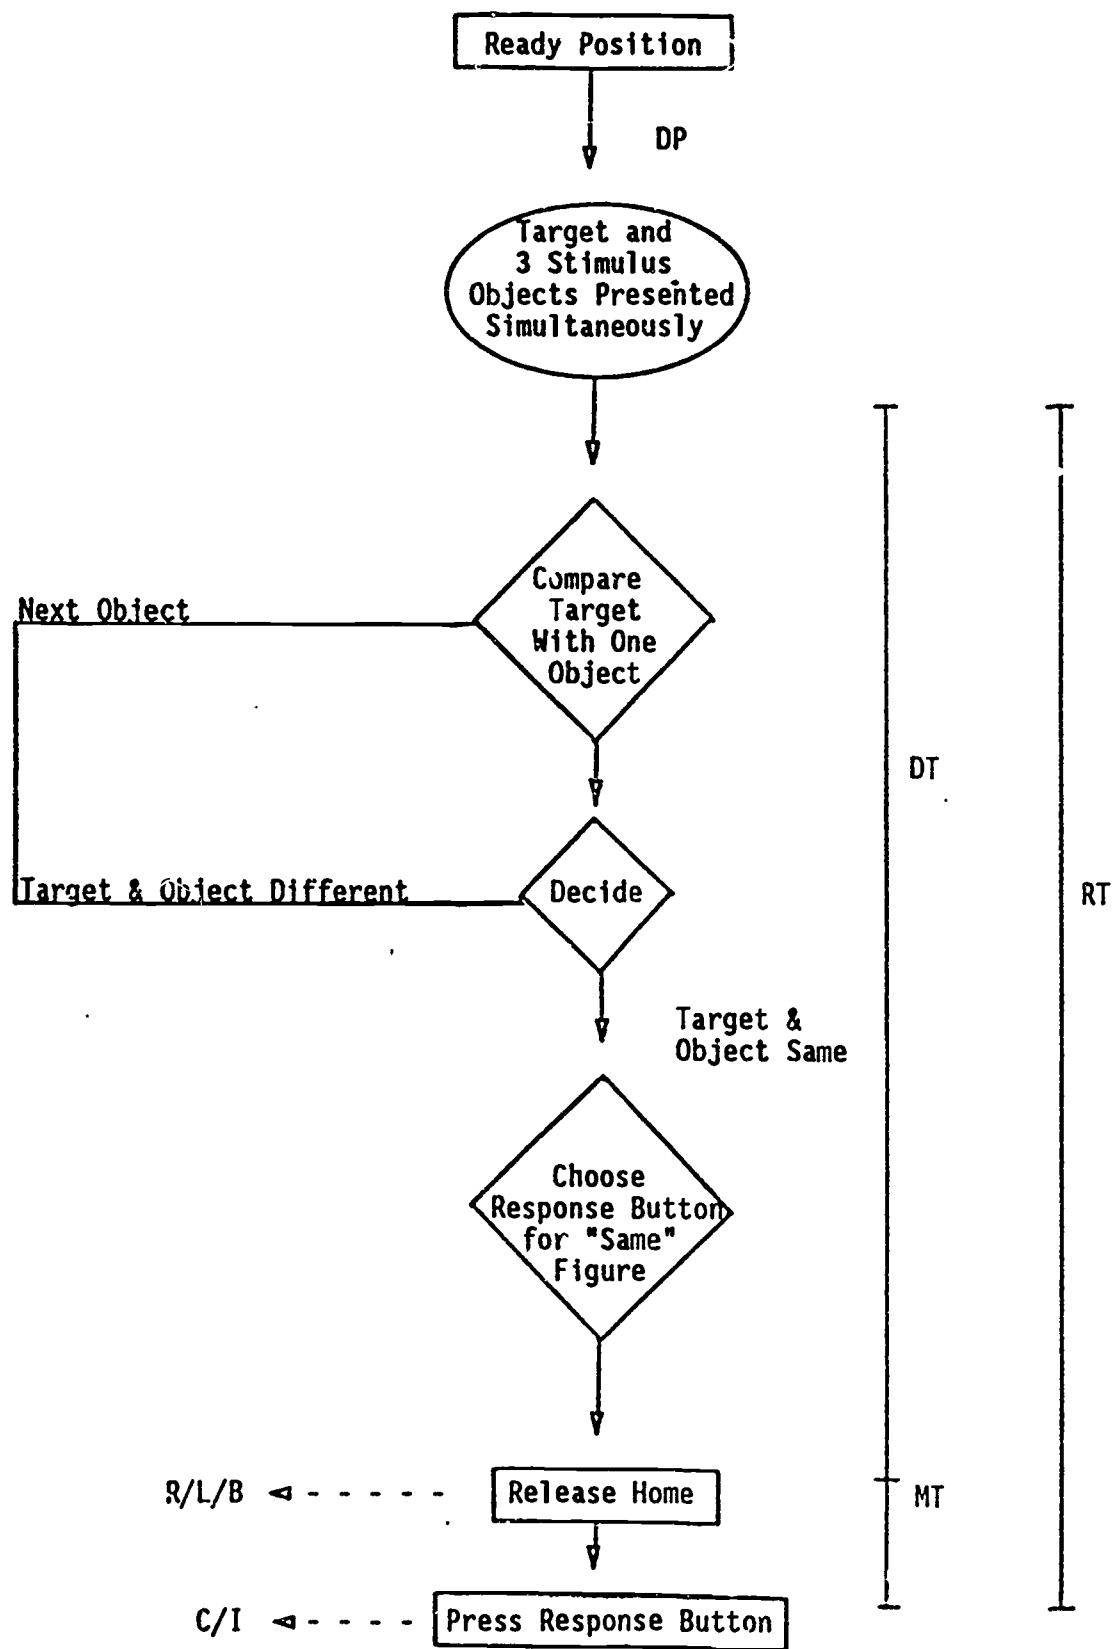 Ready Position
DP
Target and
3 Stimulus
Objects Presented
Simultaneously
Compare
Target
With One
Object
Next Object
DT
RT
Decide
Target & Object Different
Target &
Object Same
Choose
Response Button
for "Same"
Figure
R/L/B
Release Home
MT
C/I
Press Response Button